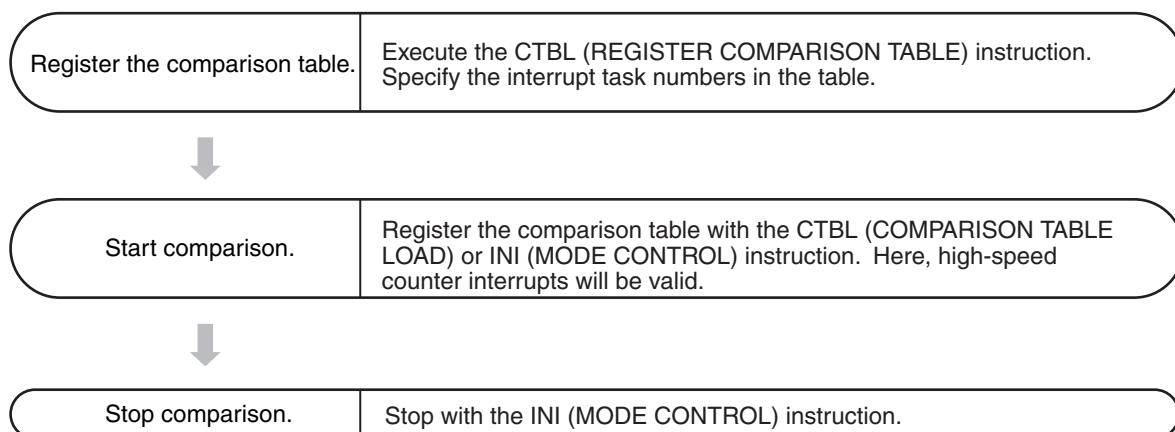 Register the comparison table.
Execute the CTBL (REGISTER COMPARISON TABLE) instruction.
Specify the interrupt task numbers in the table.
Start comparison.
Register the comparison table with the CTBL (COMPARISON TABLE
LOAD) or INI (MODE CONTROL) instruction.  Here, high-speed
counter interrupts will be valid.
Stop comparison.
Stop with the INI (MODE CONTROL) instruction.